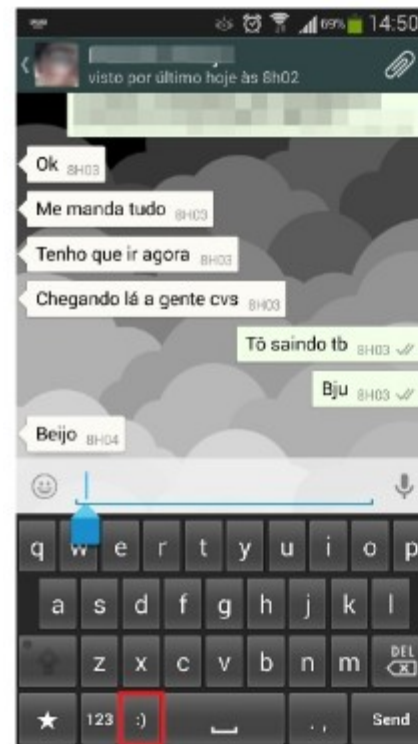 69% 14:50
visto por último hoje às 8h02
Ok 8H03
Me manda tudo 8H03
Tenho que ir agora 8H03
Chegando lá a gente cvs 8H03
Tô saindo tb 8H03
Bju 8H03
Beijo 8H04
q w e r t y u i o p
a s d f g h j k l
z x c v b n m DEL
123 :) . , Send